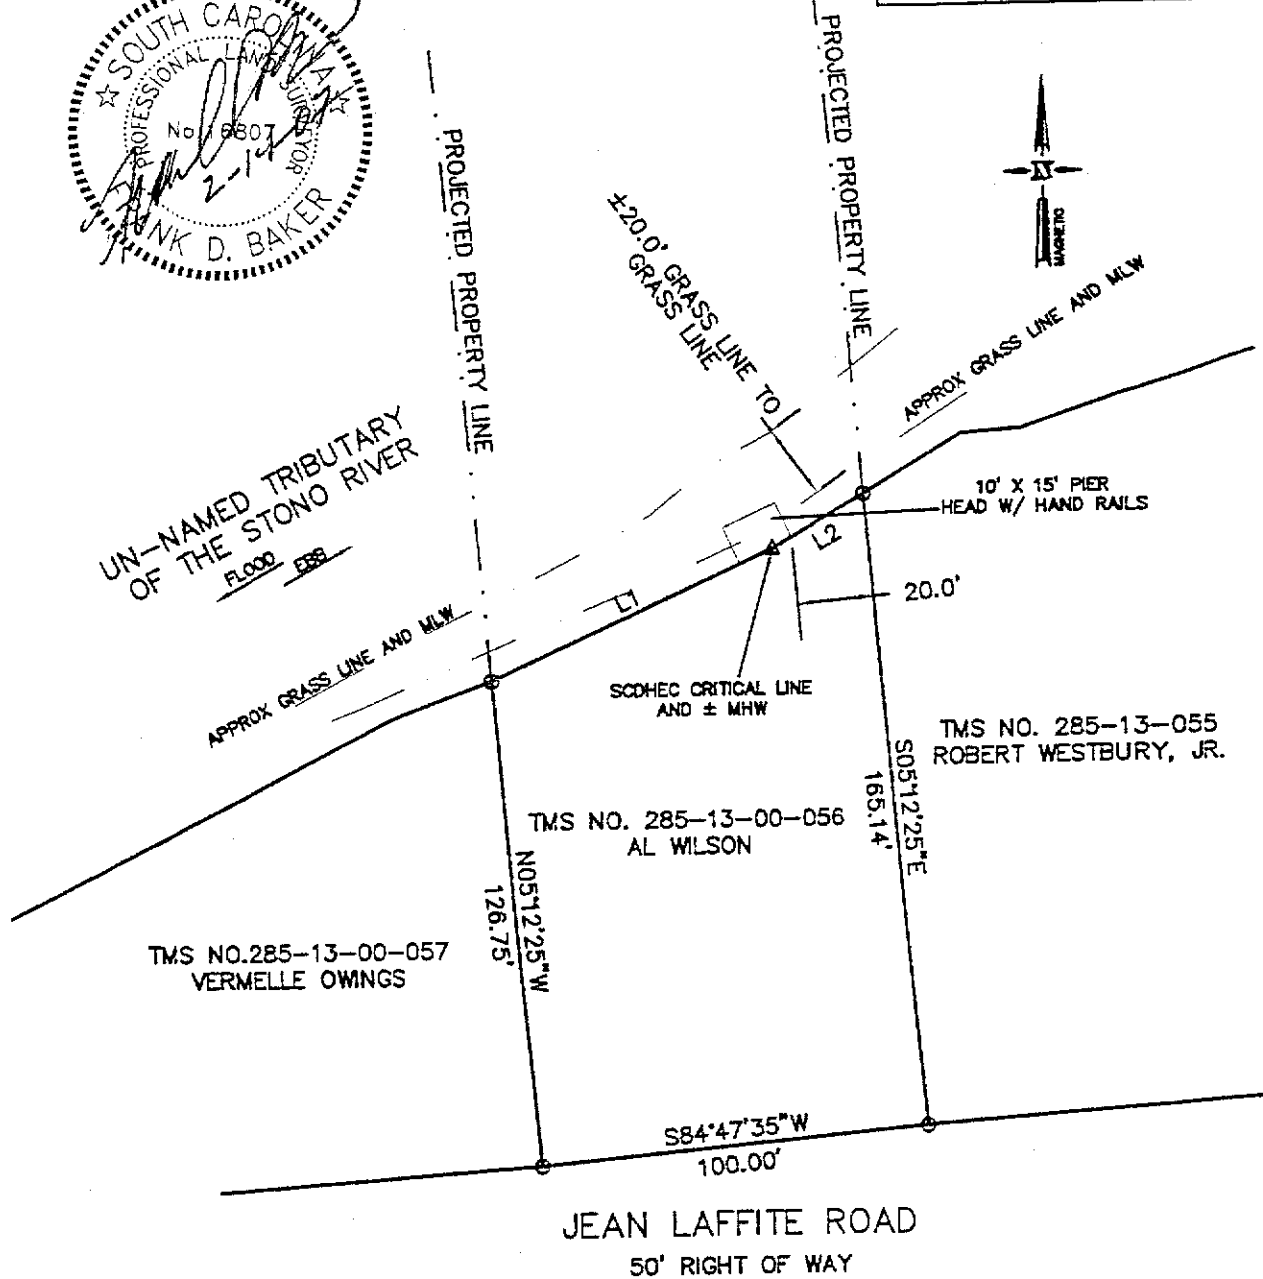 SOUTH CAROLINA
PROFESSIONAL LAND SURVEYOR
No. 16807
FRANK D. BAKER
PROJECTED PROPERTY LINE
PROJECTED PROPERTY LINE
N
MAGNETIC
±20.0' GRASS LINE TO
GRASS LINE
APPROX GRASS LINE AND MLW
UN-NAMED TRIBUTARY
OF THE STONO RIVER
FLOOD EBB
10' X 15' PIER
HEAD W/ HAND RAILS
L2
20.0'
L1
APPROX GRASS LINE AND MLW
SCDHEC CRITICAL LINE
AND ± MHW
TMS NO. 285-13-055
ROBERT WESTBURY, JR.
S05°12'25"E
165.14'
TMS NO. 285-13-00-056
AL WILSON
N05°12'25"W
126.75'
TMS NO.285-13-00-057
VERMELLE OWINGS
S84°47'35"W
100.00'
JEAN LAFFITE ROAD
50' RIGHT OF WAY